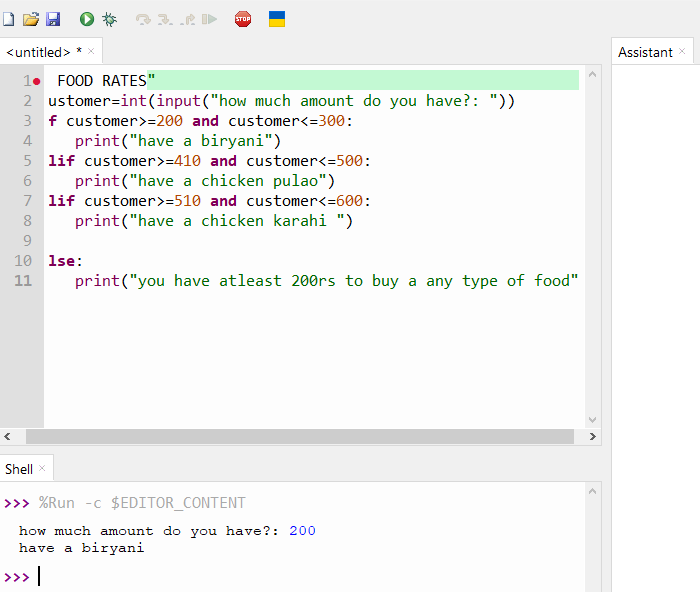 STOP
<untitled> * ×
Assistant ×
1 FOOD RATES"
2 ustomer=int(input("how much amount do you have?: "))
3 f customer>=200 and customer<=300:
4 print("have a biryani")
5 lif customer>=410 and customer<=500:
6 print("have a chicken pulao")
7 lif customer>=510 and customer<=600:
8 print("have a chicken karahi ")
9
10 lse:
11 print("you have atleast 200rs to buy a any type of food"
Shell ×
>>> %Run -c $EDITOR_CONTENT
how much amount do you have?: 200
have a biryani
>>>